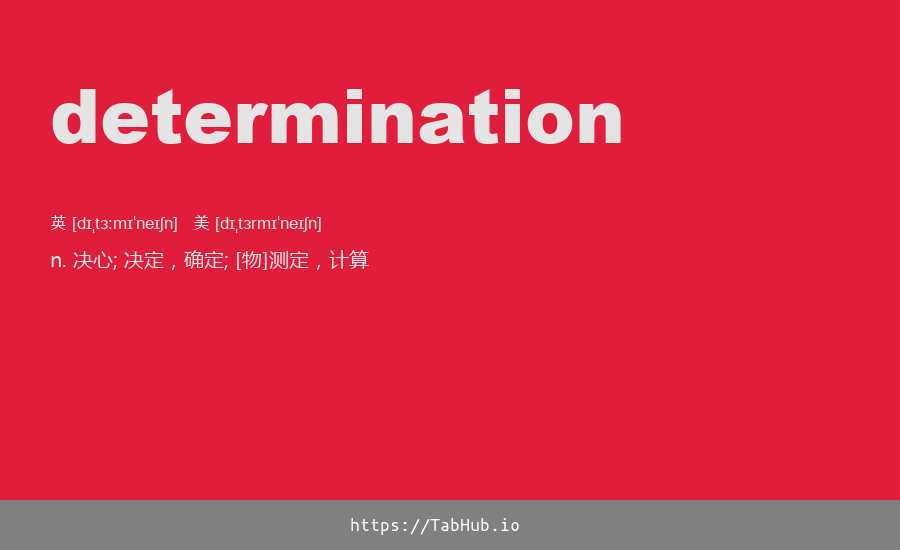 determination
英 [dɪˌtɜːmɪˈneɪʃn] 美 [dɪˌtɜrmɪˈneɪʃn]
n. 决心; 决定，确定; [物]测定，计算
https://TabHub.io